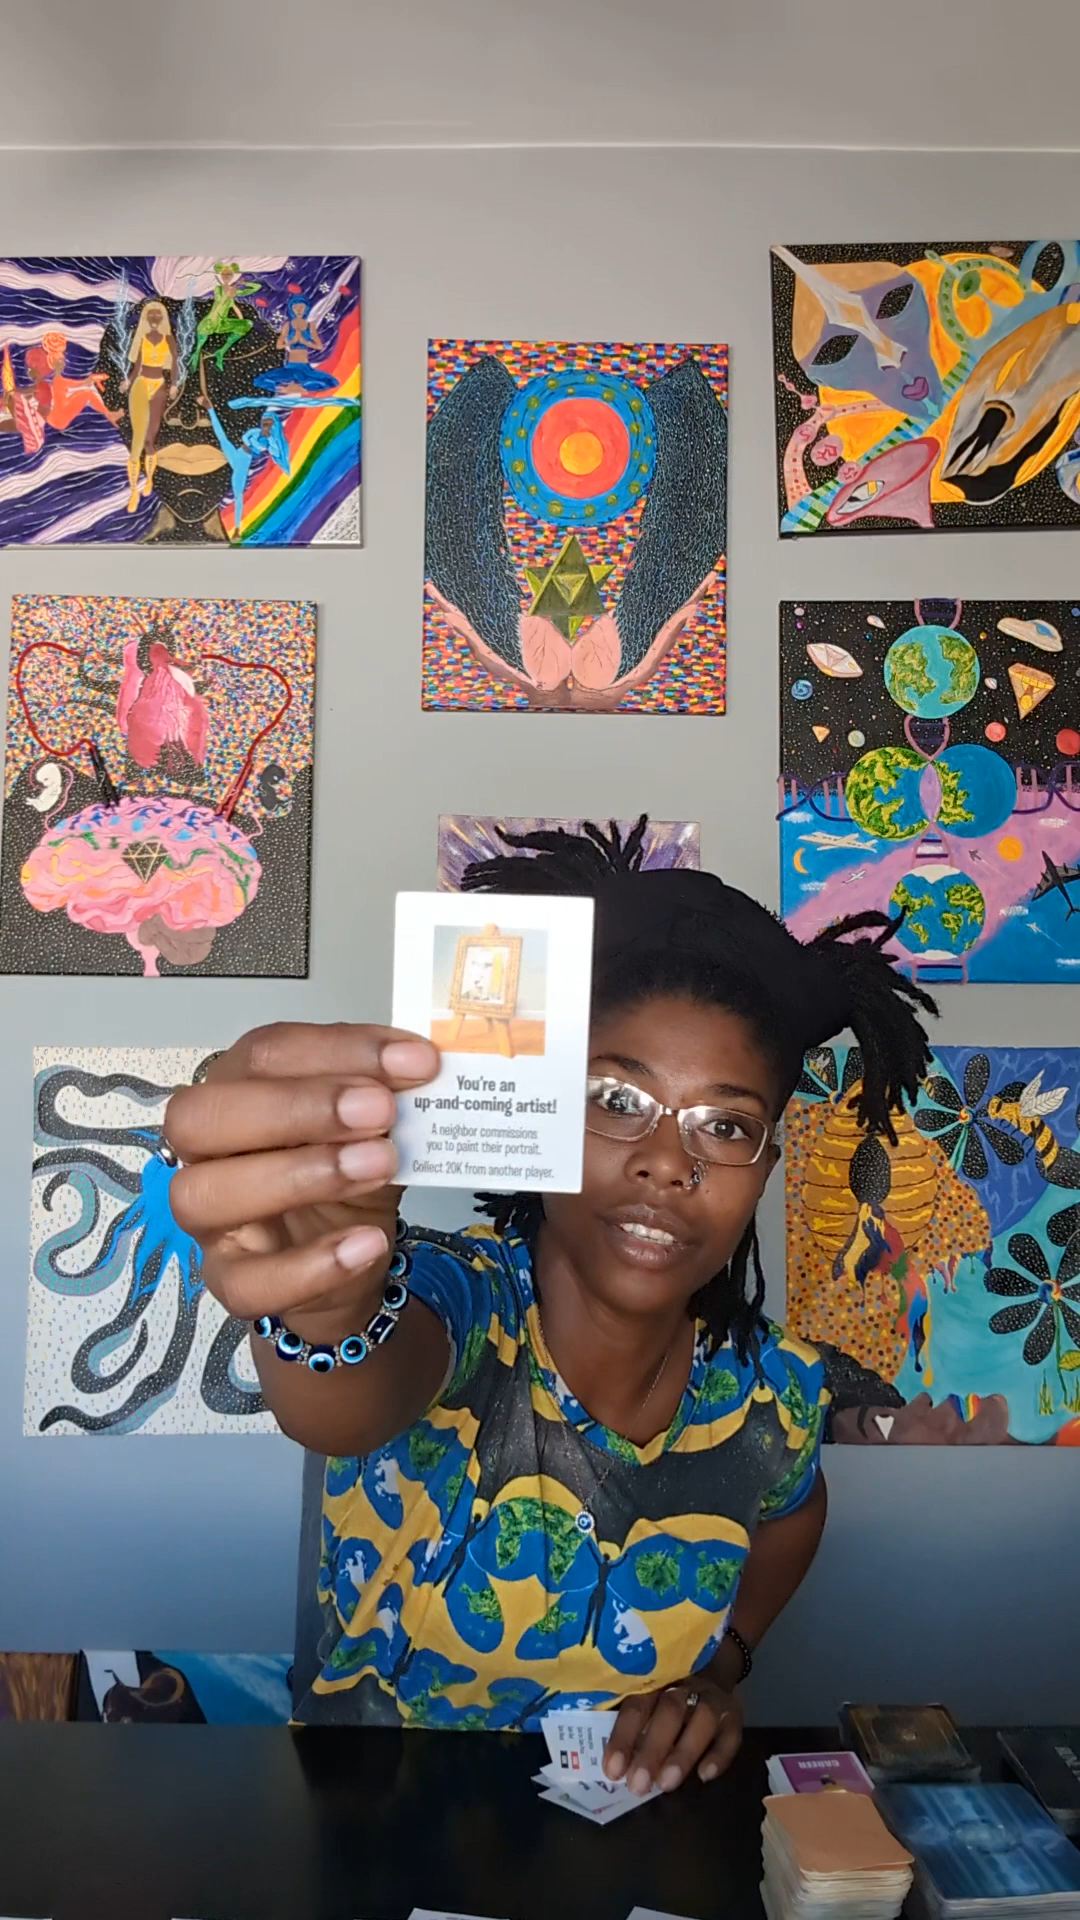 You're an
up-and-coming artist!
A neighbor commissions
you to paint their portrait.
Collect 20K from another player.
CAREER